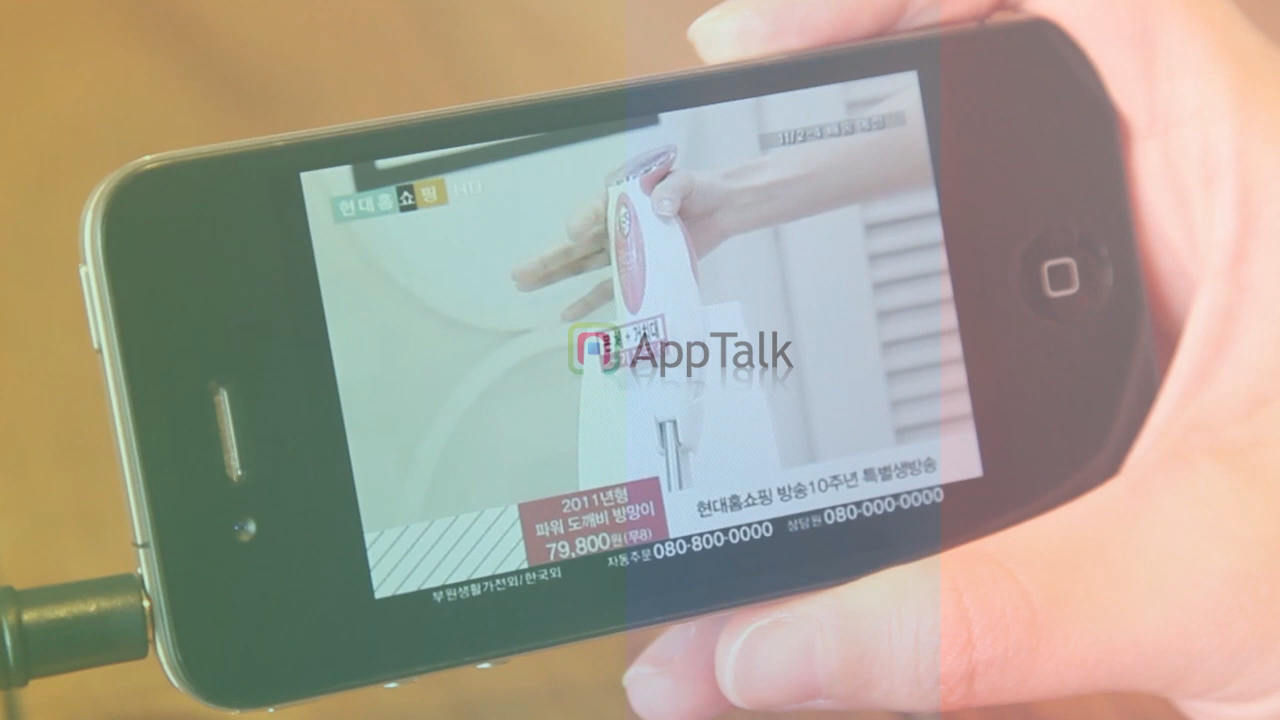 현대홈쇼핑 HD
AppTalk
2011년형
파워 도깨비 방망이
79,800원(무8)
현대홈쇼핑 방송10주년 특별생방송
자동주문 080-800-0000 상담원 080-000-0000
부원생활가전외/한국외